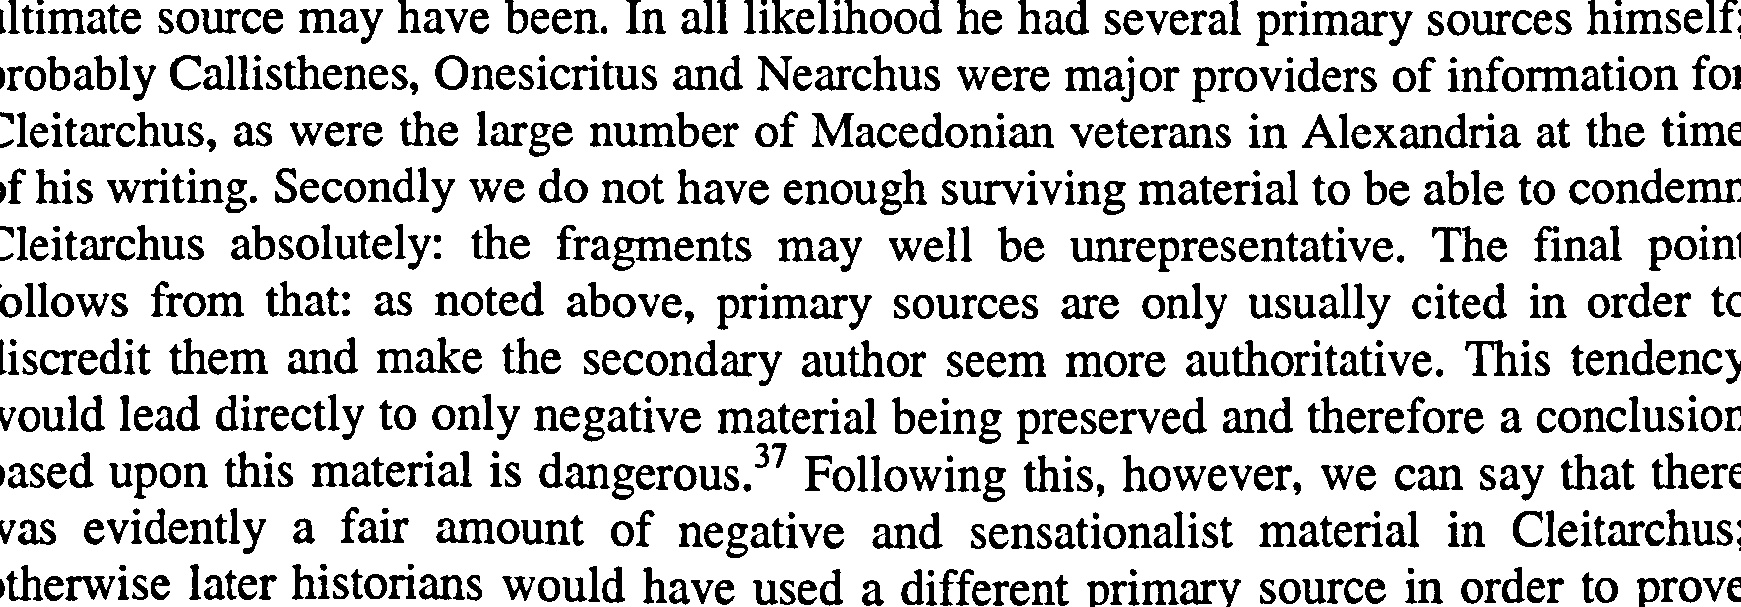 ultimate source may have been. In all likelihood he had several primary sources himself;
probably Callisthenes, Onesicritus and Nearchus were major providers of information for
Cleitarchus, as were the large number of Macedonian veterans in Alexandria at the time
of his writing. Secondly we do not have enough surviving material to be able to condemn
Cleitarchus absolutely: the fragments may well be unrepresentative. The final point
follows from that: as noted above, primary sources are only usually cited in order to
discredit them and make the secondary author seem more authoritative. This tendency
would lead directly to only negative material being preserved and therefore a conclusion
based upon this material is dangerous.³⁷ Following this, however, we can say that there
was evidently a fair amount of negative and sensationalist material in Cleitarchus;
otherwise later historians would have used a different primary source in order to prove